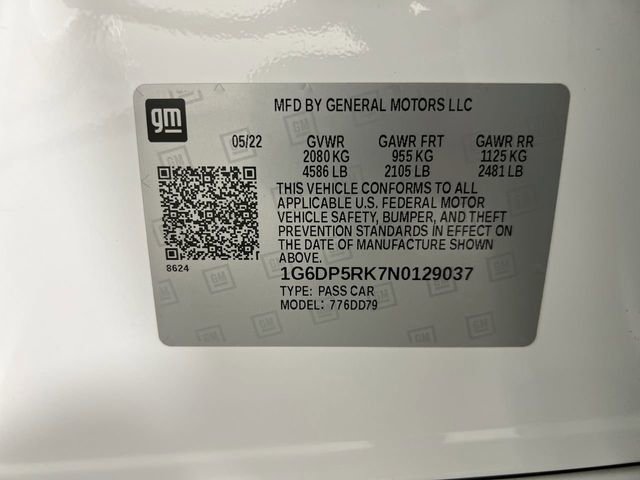 gm
MFD BY GENERAL MOTORS LLC
05/22 GVWR GAWR FRT GAWR RR
2080 KG 955 KG 1125 KG
4586 LB 2105 LB 2481 LB
THIS VEHICLE CONFORMS TO ALL
APPLICABLE U.S. FEDERAL MOTOR
VEHICLE SAFETY, BUMPER, AND THEFT
PREVENTION STANDARDS IN EFFECT ON
THE DATE OF MANUFACTURE SHOWN
ABOVE.
8624
1G6DP5RK7N0129037
TYPE: PASS CAR
MODEL: 776DD79